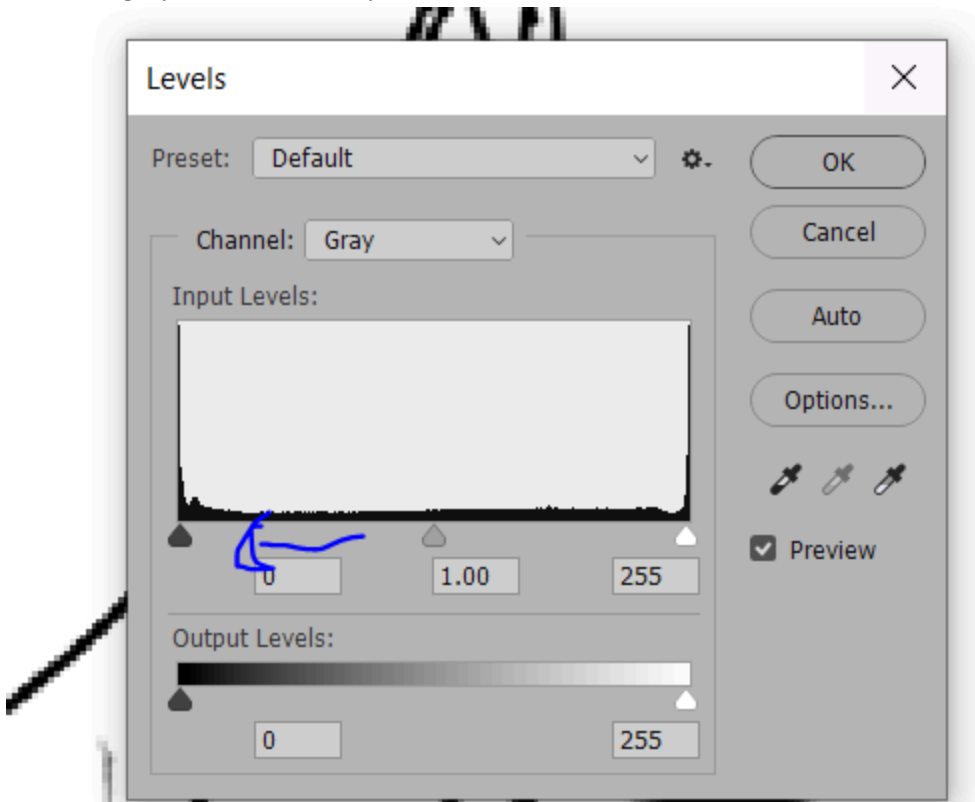 Levels
Preset: Default
OK
Channel: Gray
Cancel
Input Levels:
Auto
Options...
Preview
0 1.00 255
Output Levels:
0 255